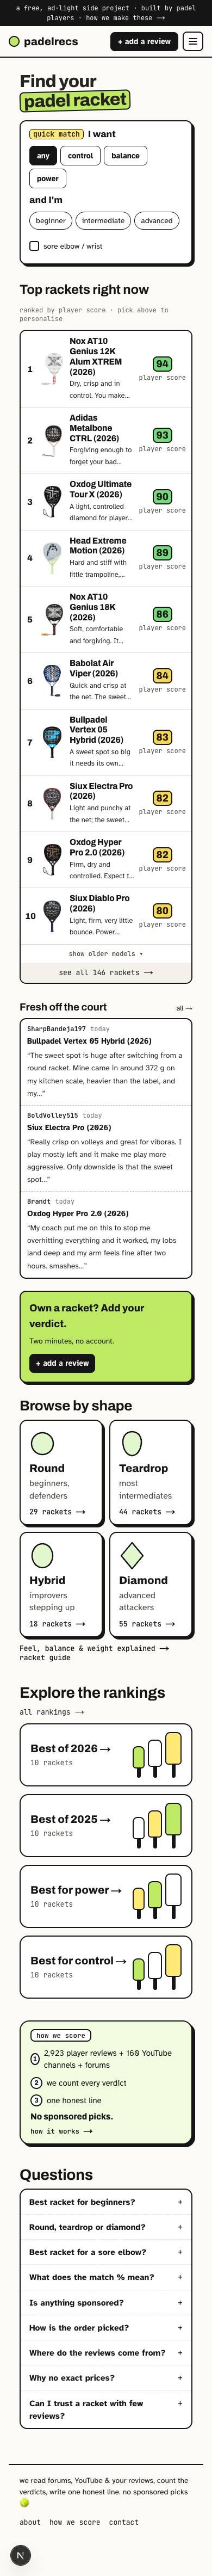 a free, ad-light side project · built by padel
players · how we make these →
padelrecs
+ add a review
Find your
padel racket
quick match I want
any
control
balance
power
and I'm
beginner
intermediate
advanced
sore elbow / wrist
Top rackets right now
ranked by player score · pick above to
personalise
1
Nox AT10
Genius 12K
Alum XTREM
(2026)
Dry, crisp and in
control. You make…
94
player score
2
Adidas
Metalbone
CTRL (2026)
Forgiving enough to
forget your bad…
93
player score
3
Oxdog Ultimate
Tour X (2026)
A light, controlled
diamond for player…
90
player score
4
Head Extreme
Motion (2026)
Hard and stiff with
little trampoline,…
89
player score
5
Nox AT10
Genius 18K
(2026)
Soft, comfortable
and forgiving. It…
86
player score
6
Babolat Air
Viper (2026)
Quick and crisp at
the net. The sweet…
84
player score
7
Bullpadel
Vertex 05
Hybrid (2026)
A sweet spot so big
it needs its own…
83
player score
8
Siux Electra Pro
(2026)
Light and punchy at
the net; the sweet…
82
player score
9
Oxdog Hyper
Pro 2.0 (2026)
Firm, dry and
controlled. Expect t…
82
player score
10
Siux Diablo Pro
(2026)
Light, firm, very little
bounce. Power…
80
player score
show older models ▾
see all 146 rackets →
Fresh off the court
all →
SharpBandeja197 today
Bullpadel Vertex 05 Hybrid (2026)
“The sweet spot is huge after switching from a
round racket. Mine came in around 372 g on
my kitchen scale, heavier than the label, and
my…”
BoldVolley515 today
Siux Electra Pro (2026)
“Really crisp on volleys and great for viboras. I
play mostly left and it make me play more
aggressive. Only downside is that the sweet
spot…”
Brandt today
Oxdog Hyper Pro 2.0 (2026)
“My coach put me on this to stop me
overhitting everything and it worked, my lobs
land deep and my arm feels fine after two
hours. smashes…”
Own a racket? Add your
verdict.
Two minutes, no account.
+ add a review
Browse by shape
Round
beginners,
defenders
29 rackets →
Teardrop
most
intermediates
44 rackets →
Hybrid
improvers
stepping up
18 rackets →
Diamond
advanced
attackers
55 rackets →
Feel, balance & weight explained →
racket guide
Explore the rankings
all rankings →
Best of 2026 →
10 rackets
Best of 2025 →
10 rackets
Best for power →
10 rackets
Best for control →
10 rackets
how we score
1 2,923 player reviews + 160 YouTube
channels + forums
2 we count every verdict
3 one honest line
No sponsored picks.
how it works →
Questions
Best racket for beginners? +
Round, teardrop or diamond? +
Best racket for a sore elbow? +
What does the match % mean? +
Is anything sponsored? +
How is the order picked? +
Where do the reviews come from? +
Why no exact prices? +
Can I trust a racket with few
reviews? +
we read forums, YouTube & your reviews, count the
verdicts, write one honest line. no sponsored picks
about how we score contact
N